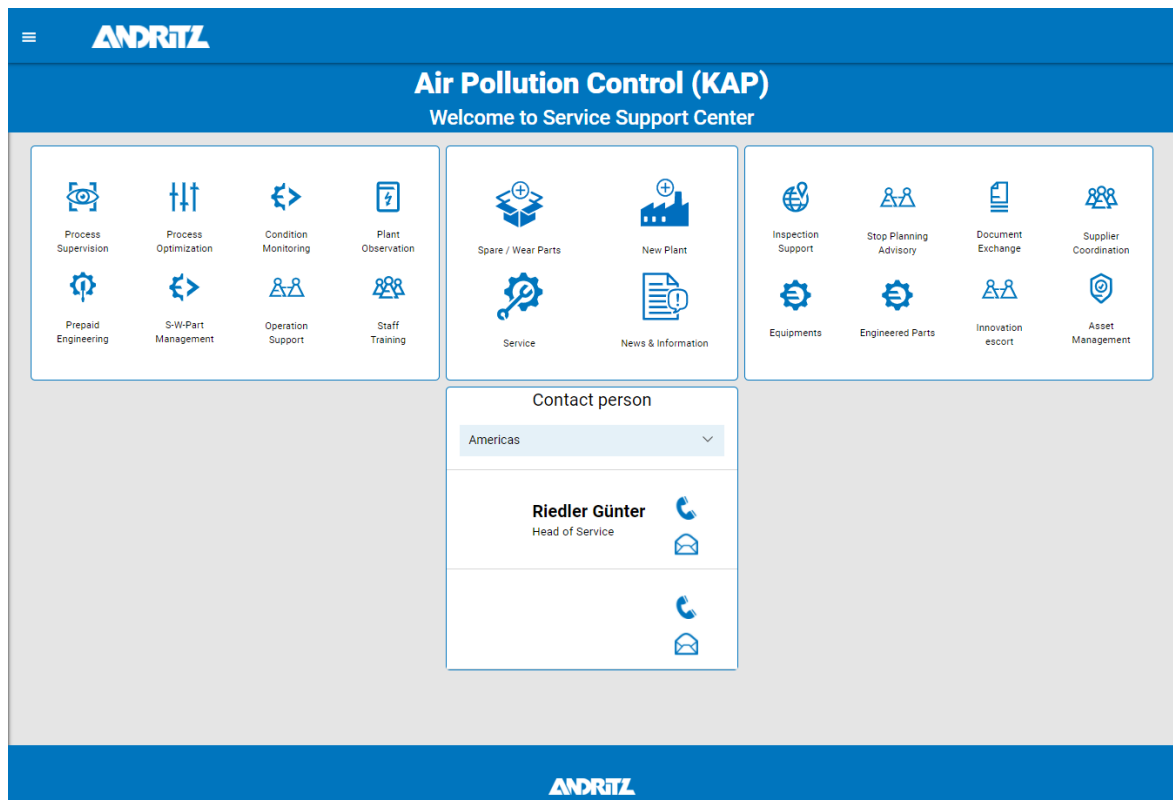 ANDRITZ
Air Pollution Control (KAP)
Welcome to Service Support Center
Process
Supervision
Process
Optimization
Condition
Monitoring
Plant
Observation
Prepaid
Engineering
S-W-Part
Management
Operation
Support
Staff
Training
Spare / Wear Parts
New Plant
Service
News & Information
Inspection
Support
Stop Planning
Advisory
Document
Exchange
Supplier
Coordination
Equipments
Engineered Parts
Innovation
escort
Asset
Management
Contact person
Americas
Riedler Günter
Head of Service
ANDRITZ